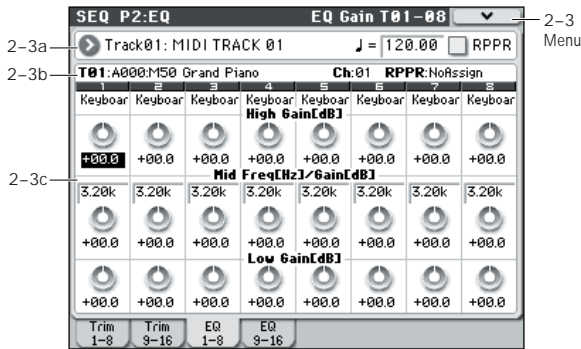 SEQ P2:EQ EQ Gain T01-08
2-3
Menu
2-3a
Track01: MIDI TRACK 01 ♩= 120.00 RPPR
2-3b
T01:A000:M50 Grand Piano Ch:01 RPPR:NoAssign
1 2 3 4 5 6 7 8
Keyboar Keyboar Keyboar Keyboar Keyboar Keyboar Keyboar Keyboar
High Gain[dB]
+00.0 +00.0 +00.0 +00.0 +00.0 +00.0 +00.0 +00.0
2-3c
Mid Freq[Hz]/Gain[dB]
3.20k 3.20k 3.20k 3.20k 3.20k 3.20k 3.20k 3.20k
+00.0 +00.0 +00.0 +00.0 +00.0 +00.0 +00.0 +00.0
Low Gain[dB]
+00.0 +00.0 +00.0 +00.0 +00.0 +00.0 +00.0 +00.0
Trim Trim EQ EQ
1-8 9-16 1-8 9-16